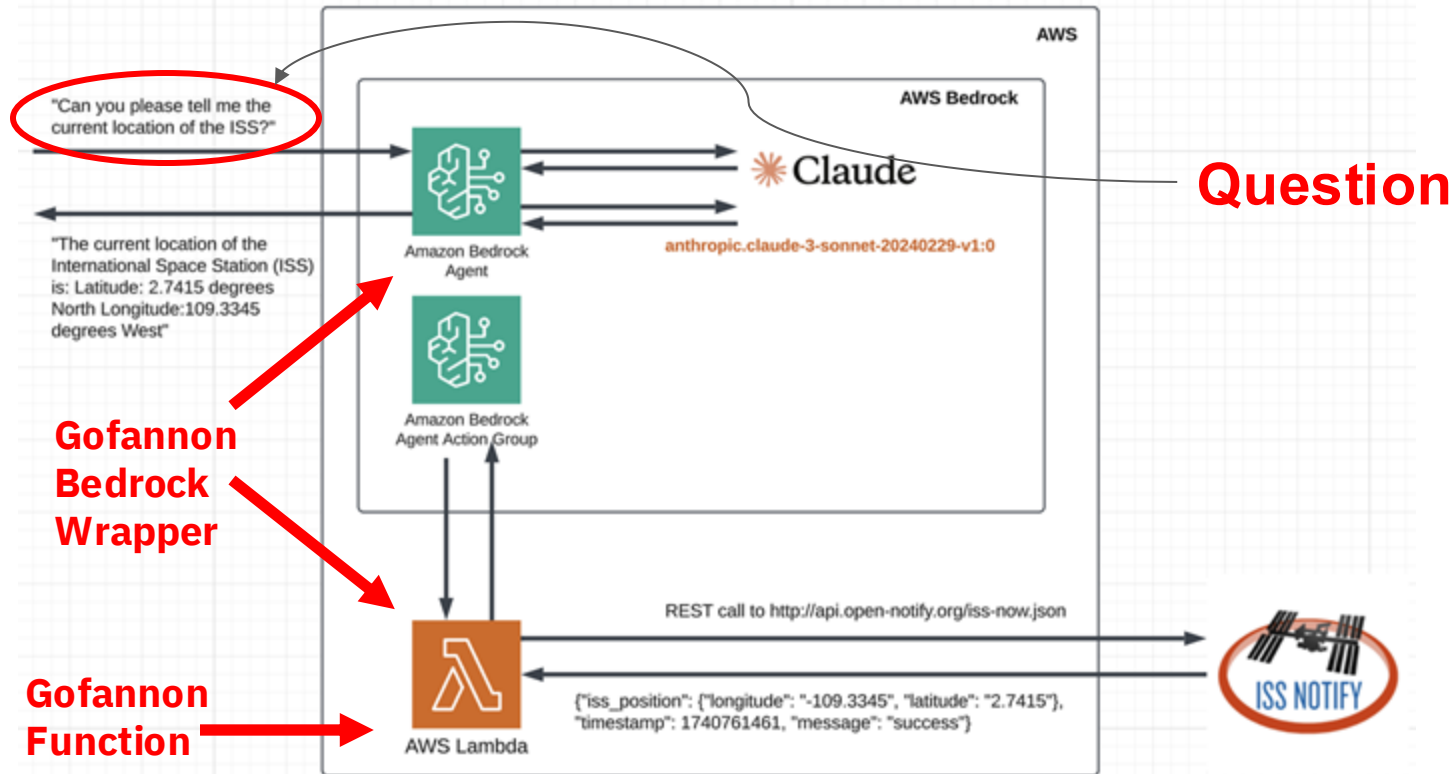 AWS
AWS Bedrock
"Can you please tell me the
current location of the ISS?"
Claude
Question
anthropic.claude-3-sonnet-20240229-v1:0
Amazon Bedrock
Agent
"The current location of the
International Space Station (ISS)
is: Latitude: 2.7415 degrees
North Longitude:109.3345
degrees West"
Gofannon
Bedrock
Wrapper
Amazon Bedrock
Agent Action Group
REST call to http://api.open-notify.org/iss-now.json
{"iss_position": {"longitude": "-109.3345", "latitude": "2.7415"},
"timestamp": 1740761461, "message": "success"}
ISS NOTIFY
Gofannon
Function
AWS Lambda